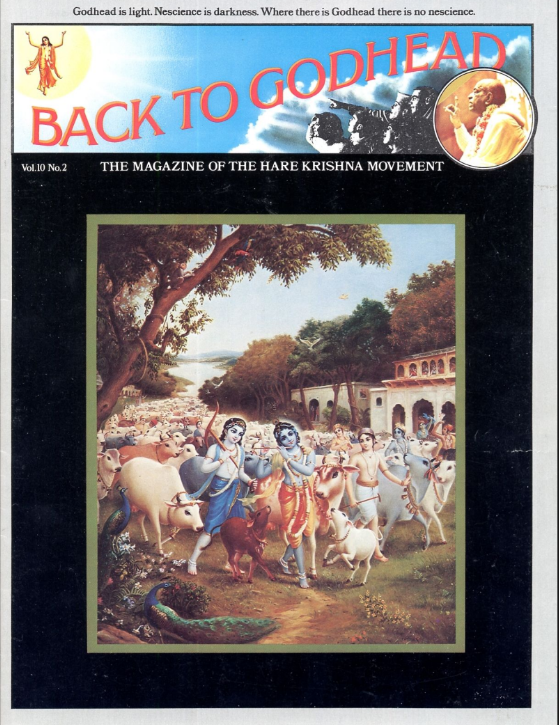 Godhead is light. Nescience is darkness. Where there is Godhead there is no nescience.
BACK TO GODHEAD
Vol.10 No.2
THE MAGAZINE OF THE HARE KRISHNA MOVEMENT